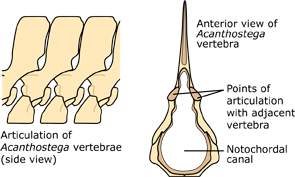 Anterior view of
Acanthostega
vertebra
Points of
articulation
with adjacent
vertebra
Notochordal
canal
Articulation of
Acanthostega vertebrae
(side view)